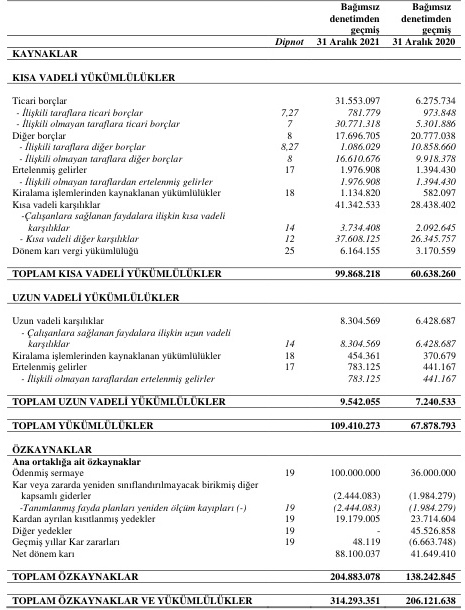 Bağımsız Bağımsız
denetimden denetimden
geçmiş geçmiş
Dipnot 31 Aralık 2021 31 Aralık 2020
KAYNAKLAR
KISA VADELİ YÜKÜMLÜLÜKLER
Ticari borçlar 31.553.097 6.275.734
- İlişkili taraflara ticari borçlar 7,27 781.779 973.848
- İlişkili olmayan taraflara ticari borçlar 7 30.771.318 5.301.886
Diğer borçlar 8 17.696.705 20.777.038
- İlişkili taraflara diğer borçlar 8,27 1.086.029 10.858.660
- İlişkili olmayan taraflara diğer borçlar 8 16.610.676 9.918.378
Ertelenmiş gelirler 17 1.976.908 1.394.430
- İlişkili olmayan taraflardan ertelenmiş gelirler 1.976.908 1.394.430
Kiralama işlemlerinden kaynaklanan yükümlülükler 18 1.134.820 582.097
Kısa vadeli karşılıklar 41.342.533 28.438.402
-Çalışanlara sağlanan faydalara ilişkin kısa vadeli
karşılıklar 14 3.734.408 2.092.645
- Kısa vadeli diğer karşılıklar 12 37.608.125 26.345.757
Dönem karı vergi yükümlülüğü 25 6.164.155 3.170.559
TOPLAM KISA VADELİ YÜKÜMLÜLÜKLER 99.868.218 60.638.260
UZUN VADELİ YÜKÜMLÜLÜKLER
Uzun vadeli karşılıklar 8.304.569 6.428.687
- Çalışanlara sağlanan faydalara ilişkin uzun vadeli
karşılıklar 14 8.304.569 6.428.687
Kiralama işlemlerinden kaynaklanan yükümlülükler 18 454.361 370.679
Ertelenmiş gelirler 17 783.125 441.167
- İlişkili olmayan taraflardan ertelenmiş gelirler 783.125 441.167
TOPLAM UZUN VADELİ YÜKÜMLÜLÜKLER 9.542.055 7.240.533
TOPLAM YÜKÜMLÜLÜKLER 109.410.273 67.878.793
ÖZKAYNAKLAR
Ana ortaklığa ait özkaynaklar
Ödenmiş sermaye 19 100.000.000 36.000.000
Kar veya zararda yeniden sınıflandırılmayacak birikmiş diğer
kapsamlı giderler (2.444.083) (1.984.279)
-Tanımlanmış fayda planları yeniden ölçüm kayıpları (-) 19 (2.444.083) (1.984.279)
Kardan ayrılan kısıtlanmış yedekler 19 19.179.005 23.714.604
Diğer yedekler 19 - 45.526.858
Geçmiş yıllar Kar zararları 19 48.119 (6.663.748)
Net dönem karı 88.100.037 41.649.410
TOPLAM ÖZKAYNAKLAR 204.883.078 138.242.845
TOPLAM ÖZKAYNAKLAR VE YÜKÜMLÜLÜKLER 314.293.351 206.121.638